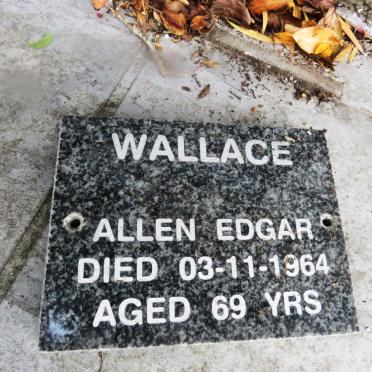 WALLACE
ALLEN EDGAR
DIED 03-11-1964
AGED 69 YRS